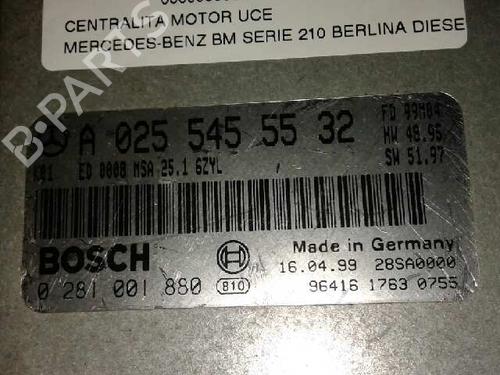 CENTRALITA MOTOR UCE
MERCEDES-BENZ BM SERIE 210 BERLINA DIESE
B-PARTS
A 025 545 55 32
FD 99M04
HW 48.95
SW 51.97
K01 ED 0008 MSA 25.1 6ZYL
BOSCH
Made in Germany
0 281 001 880 810
16.04.99 28SA0000
96416 1763 0755